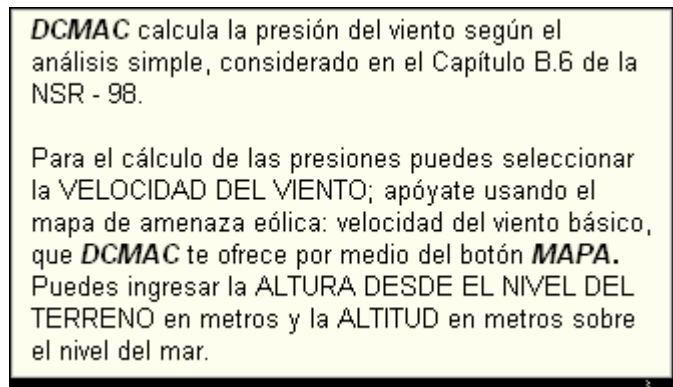 DCMAC calcula la presión del viento según el
análisis simple, considerado en el Capítulo B.6 de la
NSR - 98.
Para el cálculo de las presiones puedes seleccionar
la VELOCIDAD DEL VIENTO; apóyate usando el
mapa de amenaza eólica: velocidad del viento básico,
que DCMAC te ofrece por medio del botón MAPA.
Puedes ingresar la ALTURA DESDE EL NIVEL DEL
TERRENO en metros y la ALTITUD en metros sobre
el nivel del mar.